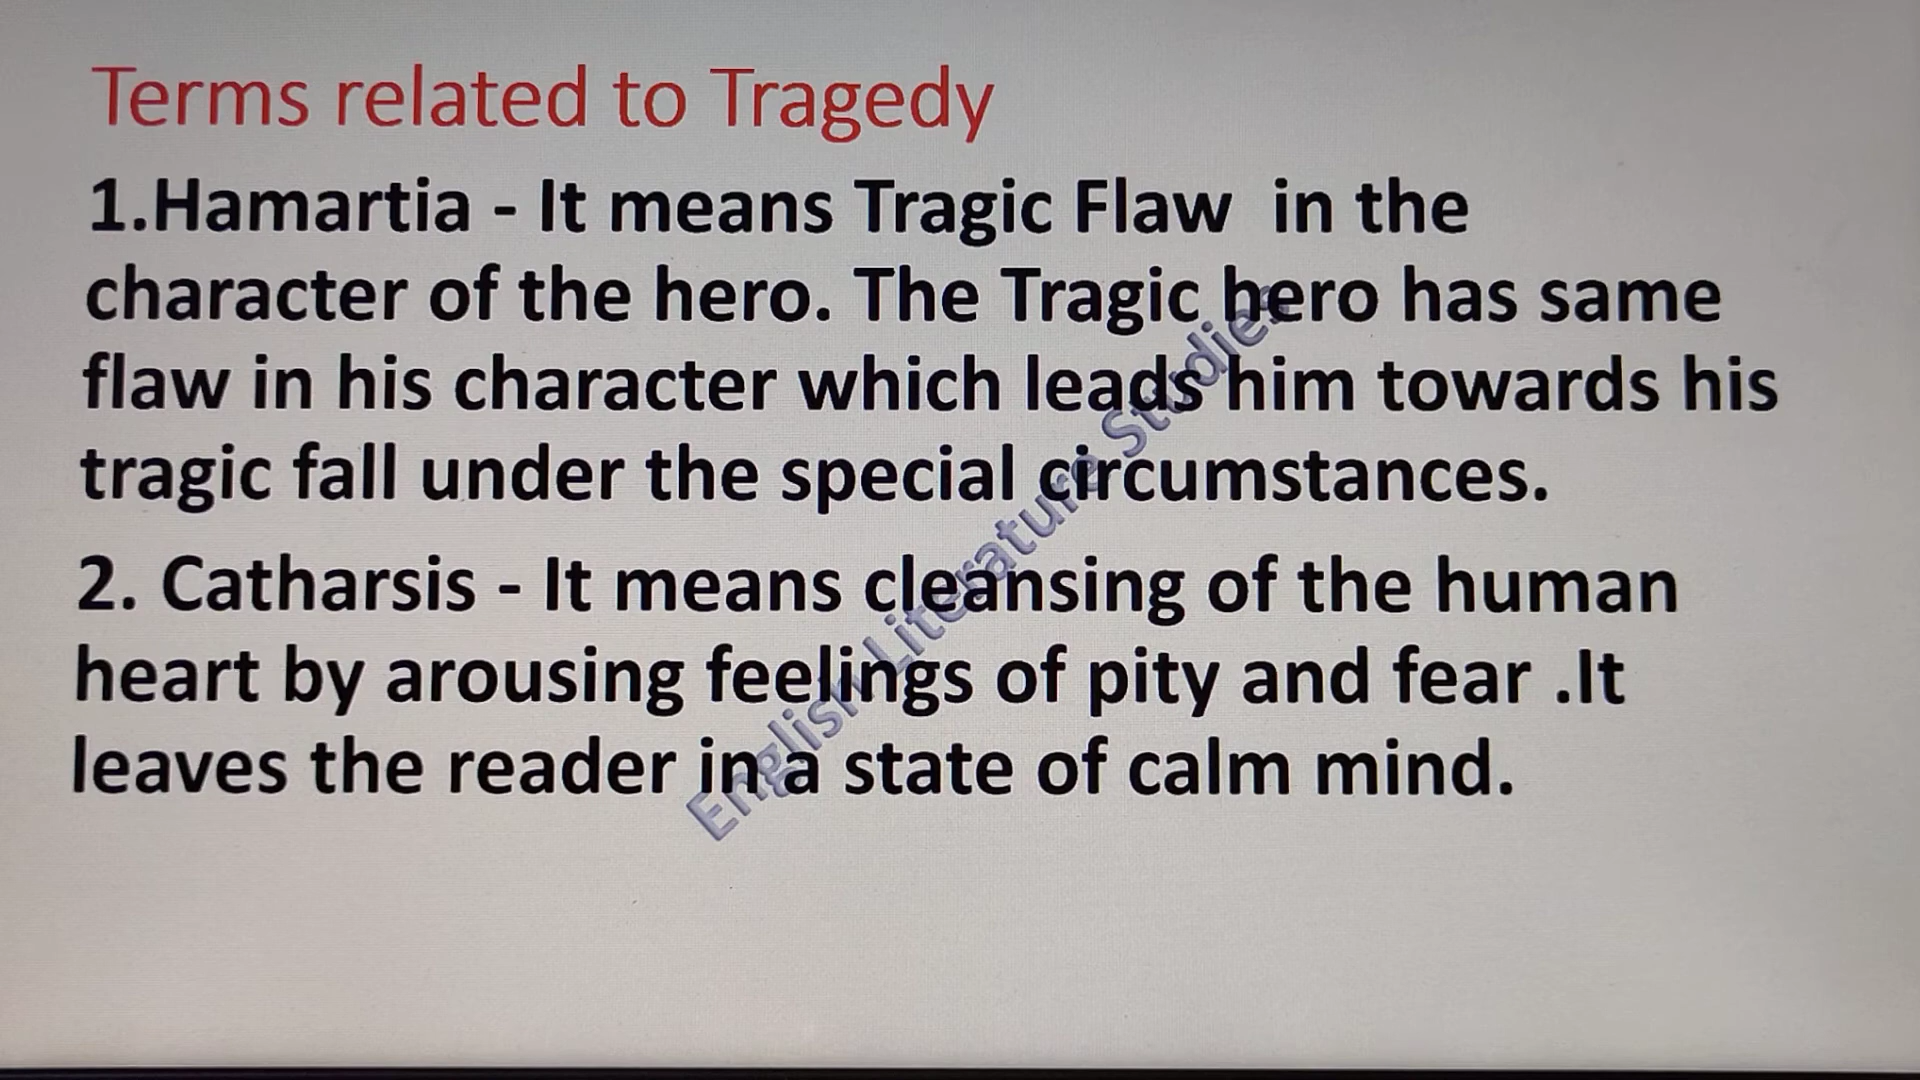 Terms related to Tragedy
1.Hamartia - It means Tragic Flaw  in the
character of the hero. The Tragic hero has same
flaw in his character which leads him towards his
tragic fall under the special circumstances.
2. Catharsis - It means cleansing of the human
heart by arousing feelings of pity and fear .It
leaves the reader in a state of calm mind.
English Literature Studies